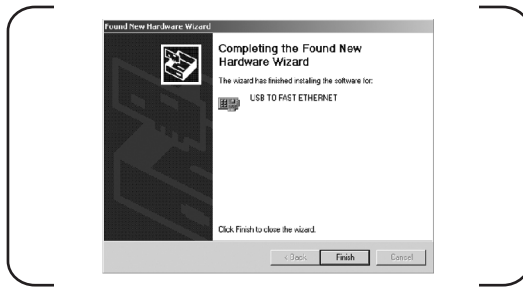 Found New Hardware Wizard
Completing the Found New
Hardware Wizard
The wizard has finished installing the software for:
USB TO FAST ETHERNET
Click Finish to close the wizard.
< Back Finish Cancel